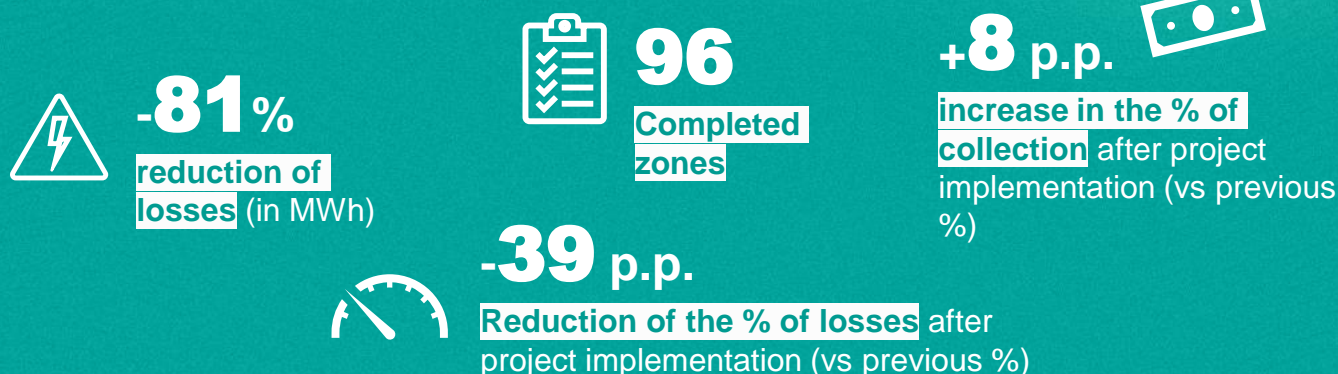 -81%
reduction of
losses (in MWh)
96
Completed
zones
+8 p.p.
increase in the % of
collection after project
implementation (vs previous
%)
-39 p.p.
Reduction of the % of losses after
project implementation (vs previous %)